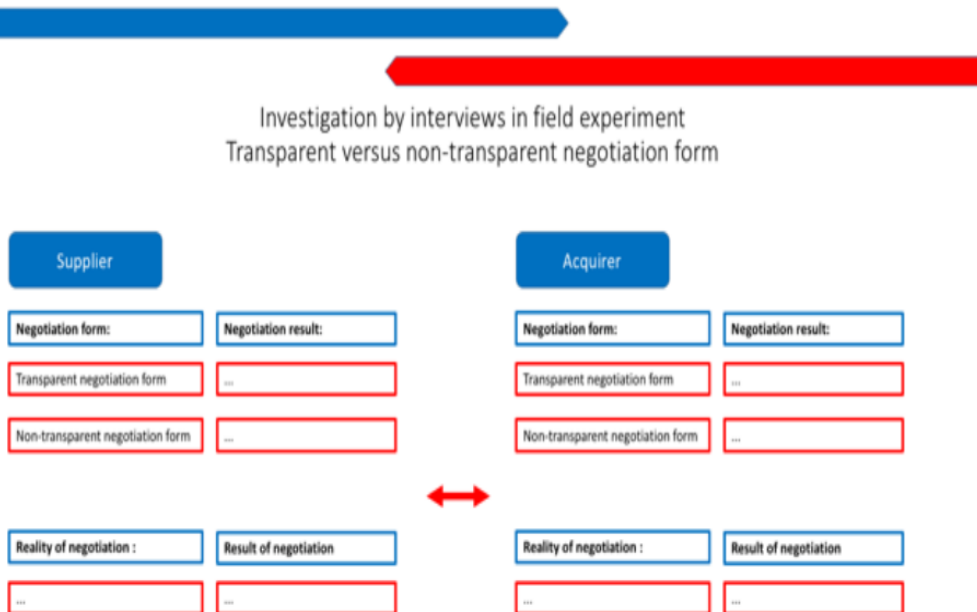 Investigation by interviews in field experiment
Transparent versus non-transparent negotiation form
Supplier
Acquirer
Negotiation form:
Negotiation result:
Negotiation form:
Negotiation result:
Transparent negotiation form
...
Transparent negotiation form
...
Non-transparent negotiation form
...
Non-transparent negotiation form
...
Reality of negotiation :
Result of negotiation
Reality of negotiation :
Result of negotiation
...
...
...
...